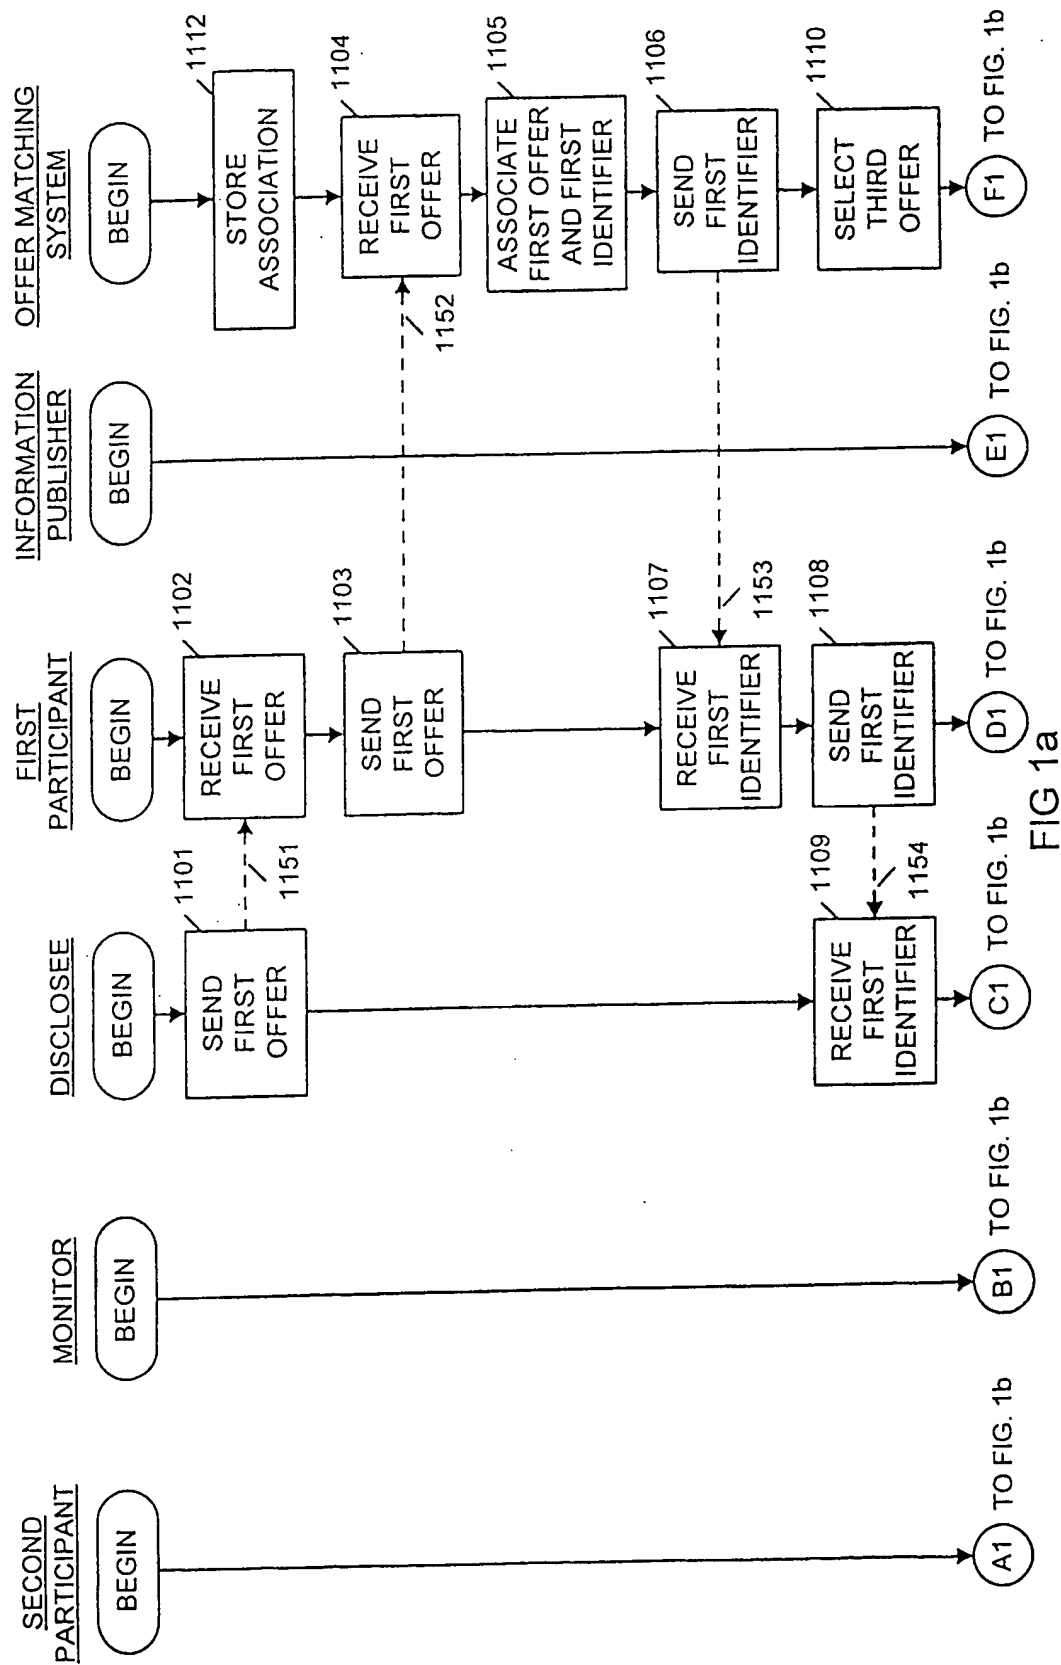 SECOND
PARTICIPANT
MONITOR
DISCLOSEE
FIRST
PARTICIPANT
INFORMATION
PUBLISHER
OFFER MATCHING
SYSTEM
BEGIN
BEGIN
BEGIN
BEGIN
BEGIN
BEGIN
1112
STORE
ASSOCIATION
1101
SEND
FIRST
OFFER
1151
1102
RECEIVE
FIRST
OFFER
1103
SEND
FIRST
OFFER
1152
1104
RECEIVE
FIRST
OFFER
1105
ASSOCIATE
FIRST OFFER
AND FIRST
IDENTIFIER
1106
SEND
FIRST
IDENTIFIER
1153
1107
RECEIVE
FIRST
IDENTIFIER
1108
SEND
FIRST
IDENTIFIER
1154
1109
RECEIVE
FIRST
IDENTIFIER
1110
SELECT
THIRD
OFFER
A1 TO FIG. 1b
B1 TO FIG. 1b
C1 TO FIG. 1b
D1 TO FIG. 1b
E1 TO FIG. 1b
F1 TO FIG. 1b
FIG 1a